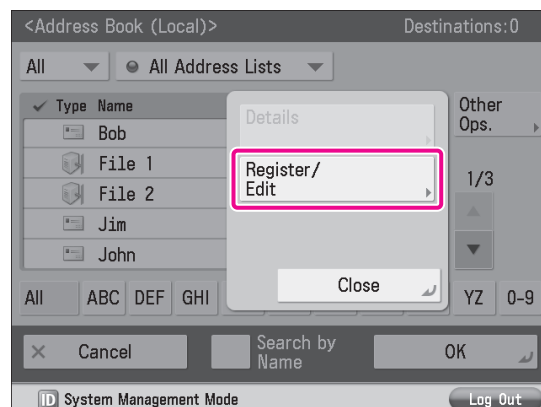 <Address Book (Local)> Destinations:0
All All Address Lists
Type Name
Other
Ops.
Bob
File 1
File 2
Jim
John
Details
Register/
Edit
Close
1/3
All ABC DEF GHI YZ 0-9
Cancel
Search by
Name
OK
ID System Management Mode Log Out